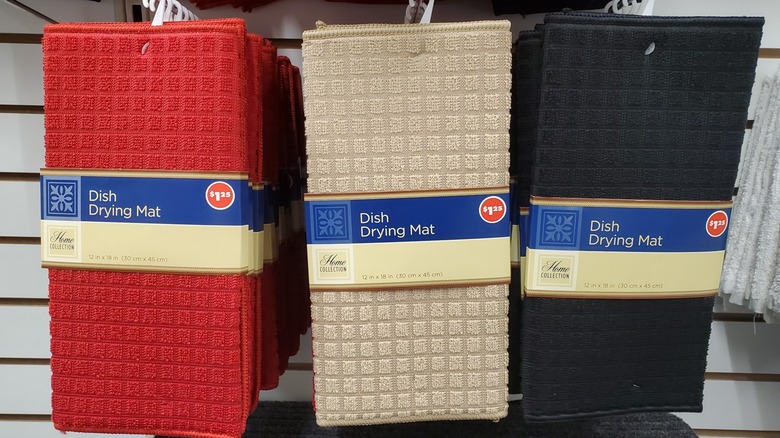 Dish
Drying Mat
$1.25
Home
COLLECTION
12 in x 18 in (30 cm x 45 cm)
Dish
Drying Mat
$1.25
Home
COLLECTION
12 in x 18 in (30 cm x 45 cm)
Dish
Drying Mat
$1.25
Home
COLLECTION
12 in x 18 in (30 cm x 45 cm)